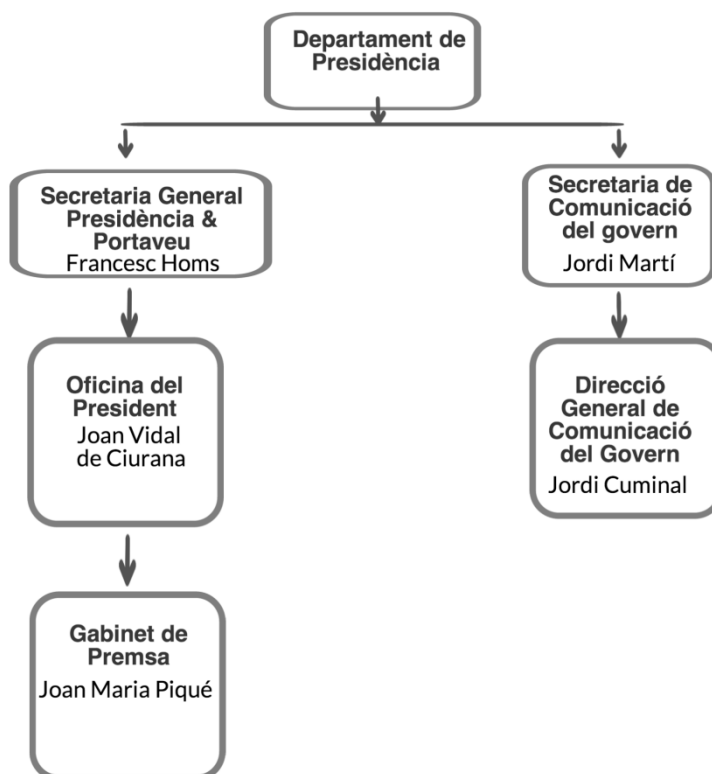 Departament de
Presidència
Secretaria General
Presidència &
Portaveu
Francesc Homs
Secretaria de
Comunicació
del govern
Jordi Martí
Oficina del
President
Joan Vidal
de Ciurana
Direcció
General de
Comunicació
del Govern
Jordi Cuminal
Gabinet de
Premsa
Joan Maria Piqué